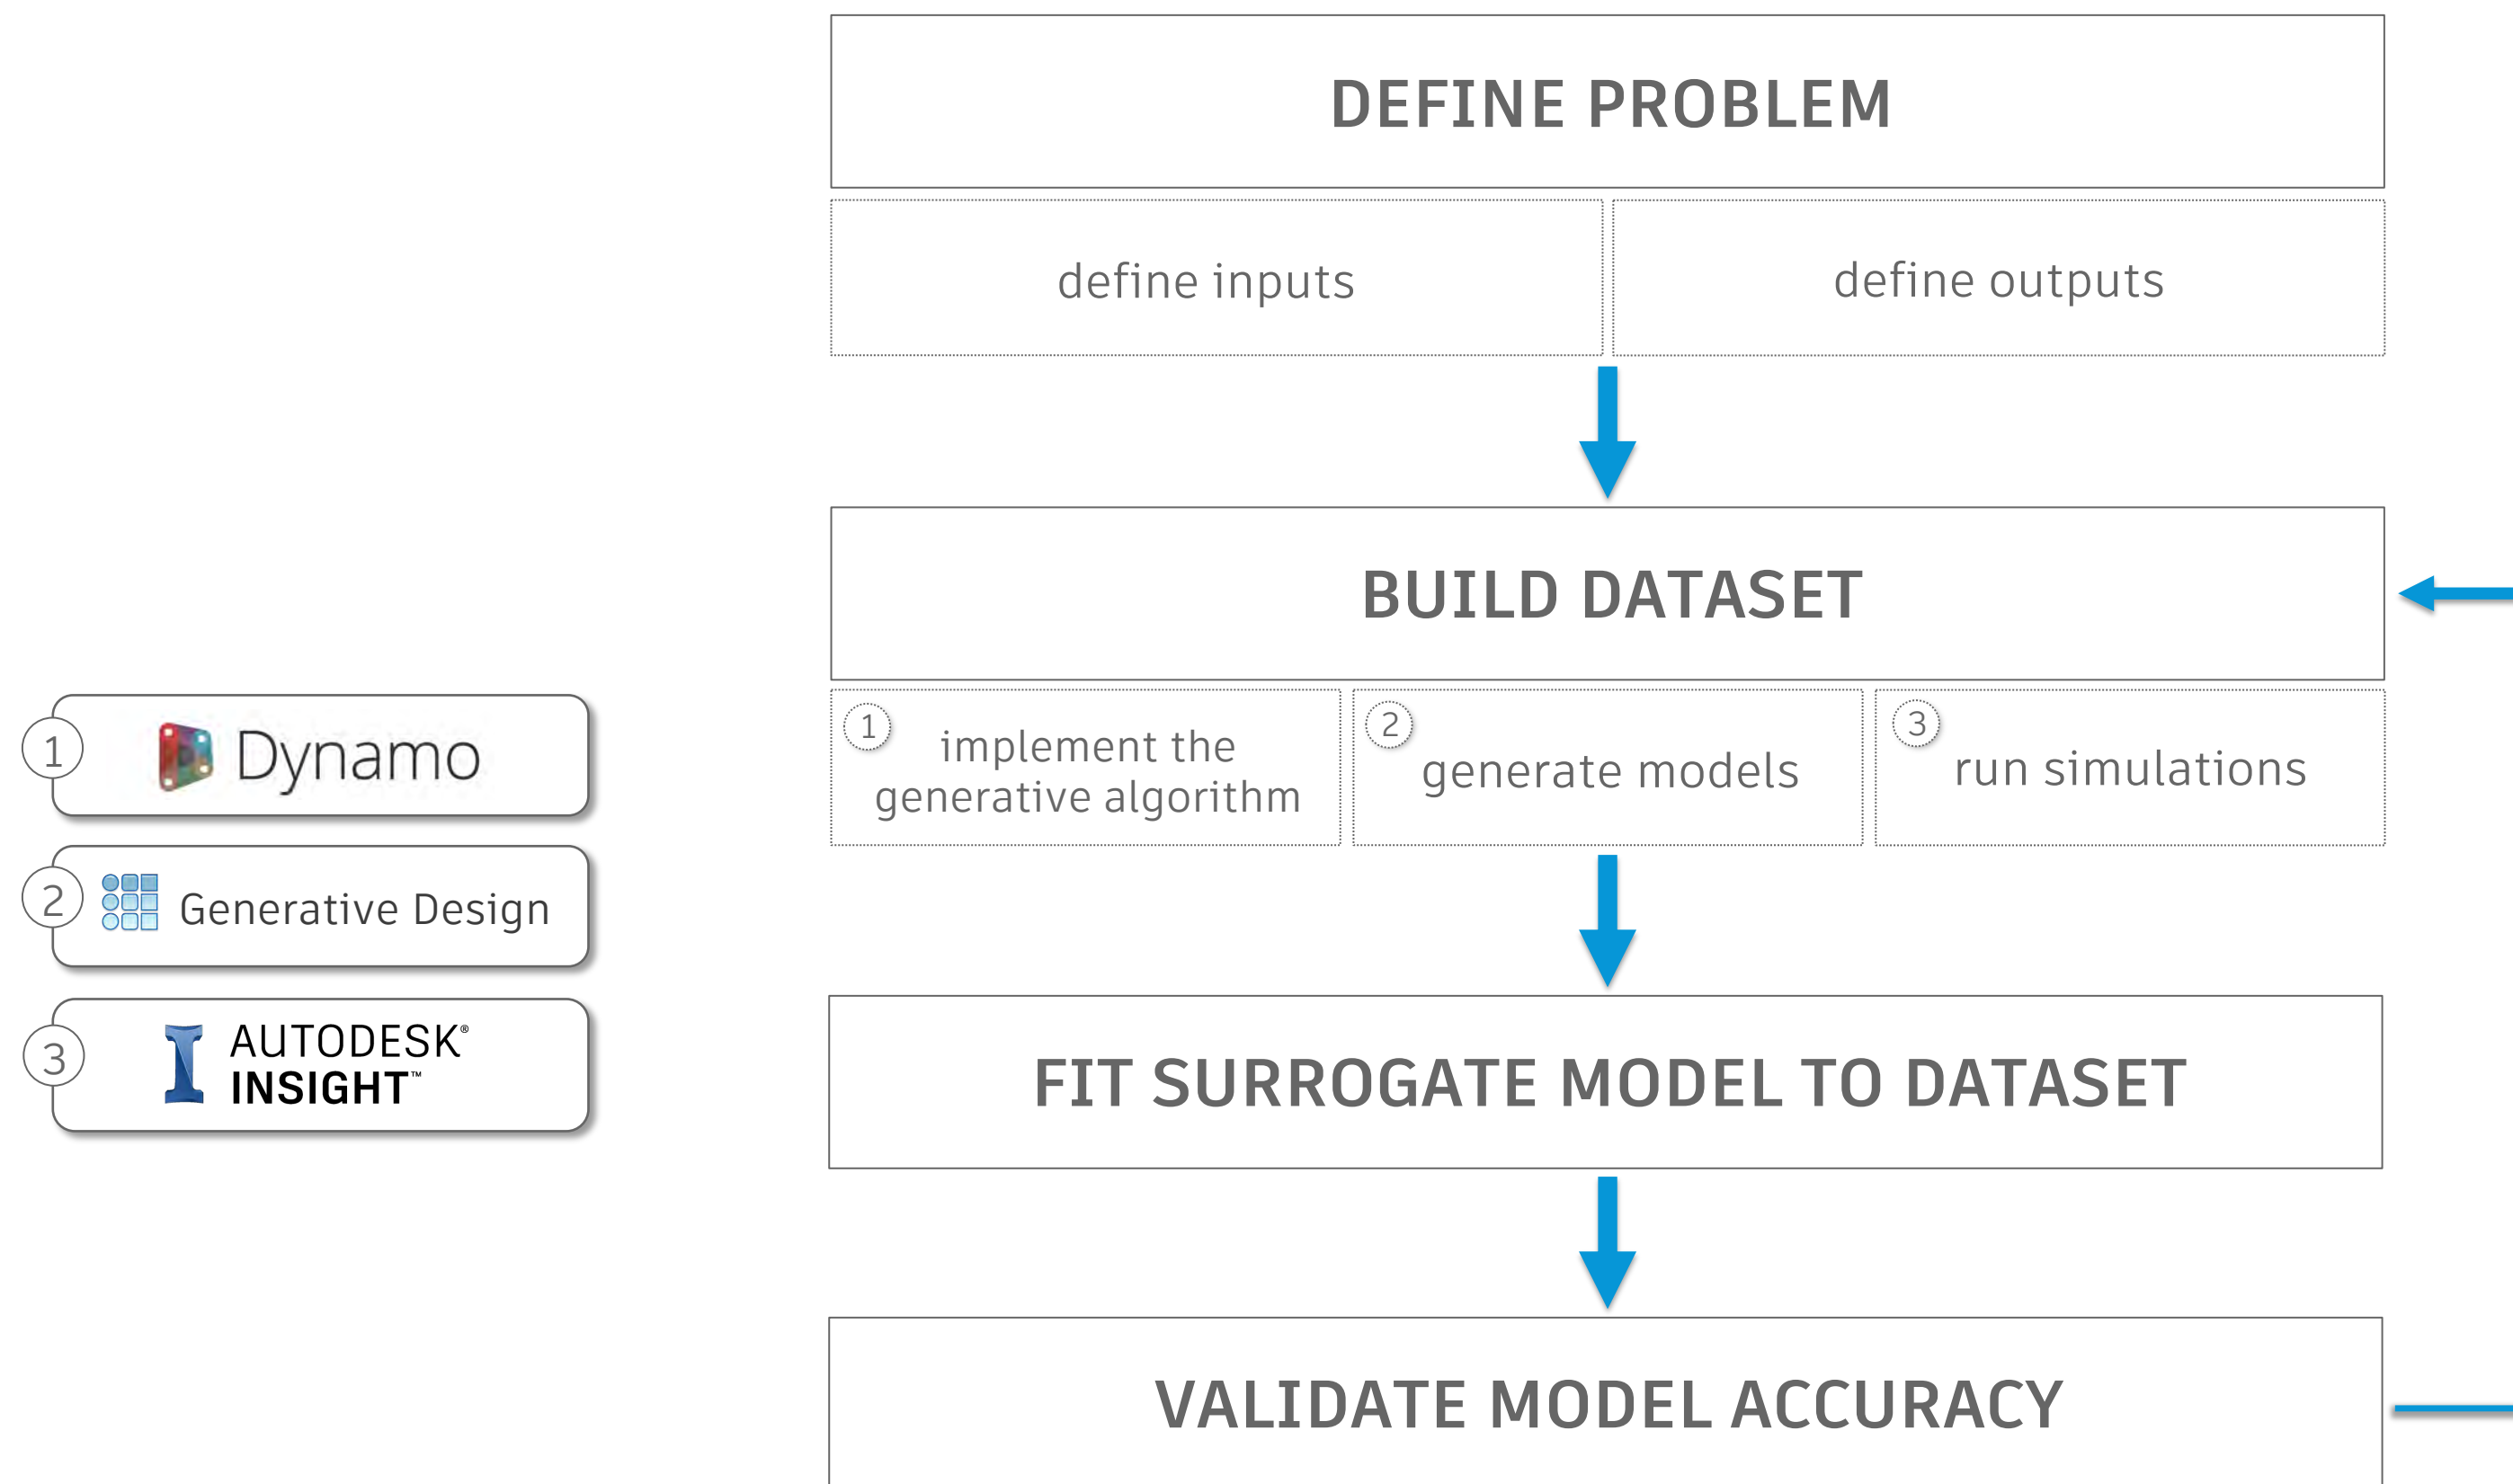 DEFINE PROBLEM
define inputs
define outputs
BUILD DATASET
1
implement the
generative algorithm
2
generate models
3
run simulations
1
Dynamo
2
Generative Design
3
AUTODESK®
INSIGHT™
FIT SURROGATE MODEL TO DATASET
VALIDATE MODEL ACCURACY